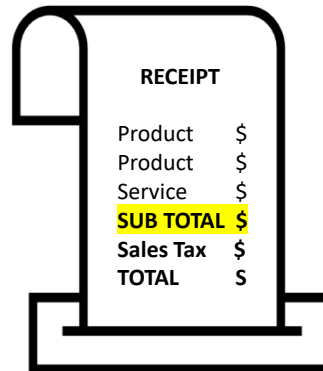 RECEIPT
Product $
Product $
Service $
SUB TOTAL $
Sales Tax $
TOTAL S